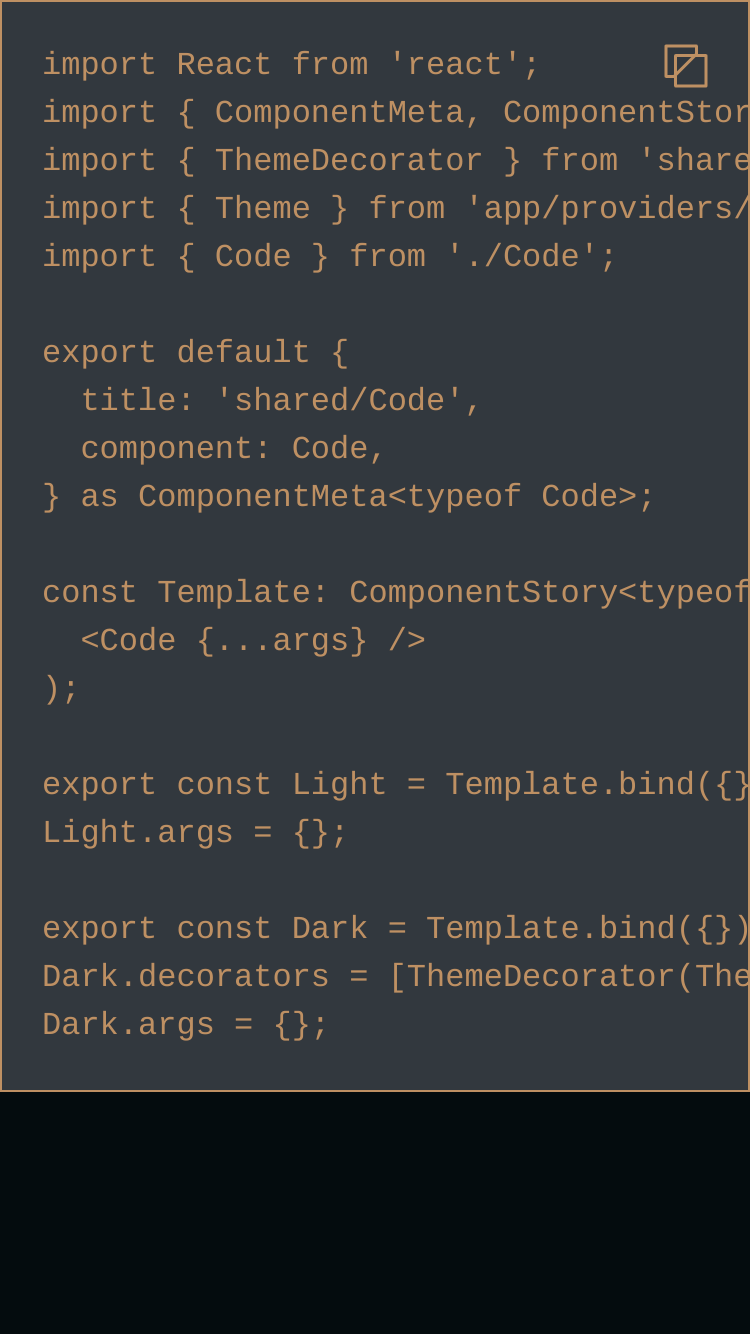 import React from 'react';
import { ComponentMeta, ComponentStor
import { ThemeDecorator } from 'share
import { Theme } from 'app/providers/
import { Code } from './Code';

export default {
  title: 'shared/Code',
  component: Code,
} as ComponentMeta<typeof Code>;

const Template: ComponentStory<typeof
  <Code {...args} />
);

export const Light = Template.bind({}
Light.args = {};

export const Dark = Template.bind({})
Dark.decorators = [ThemeDecorator(The
Dark.args = {};